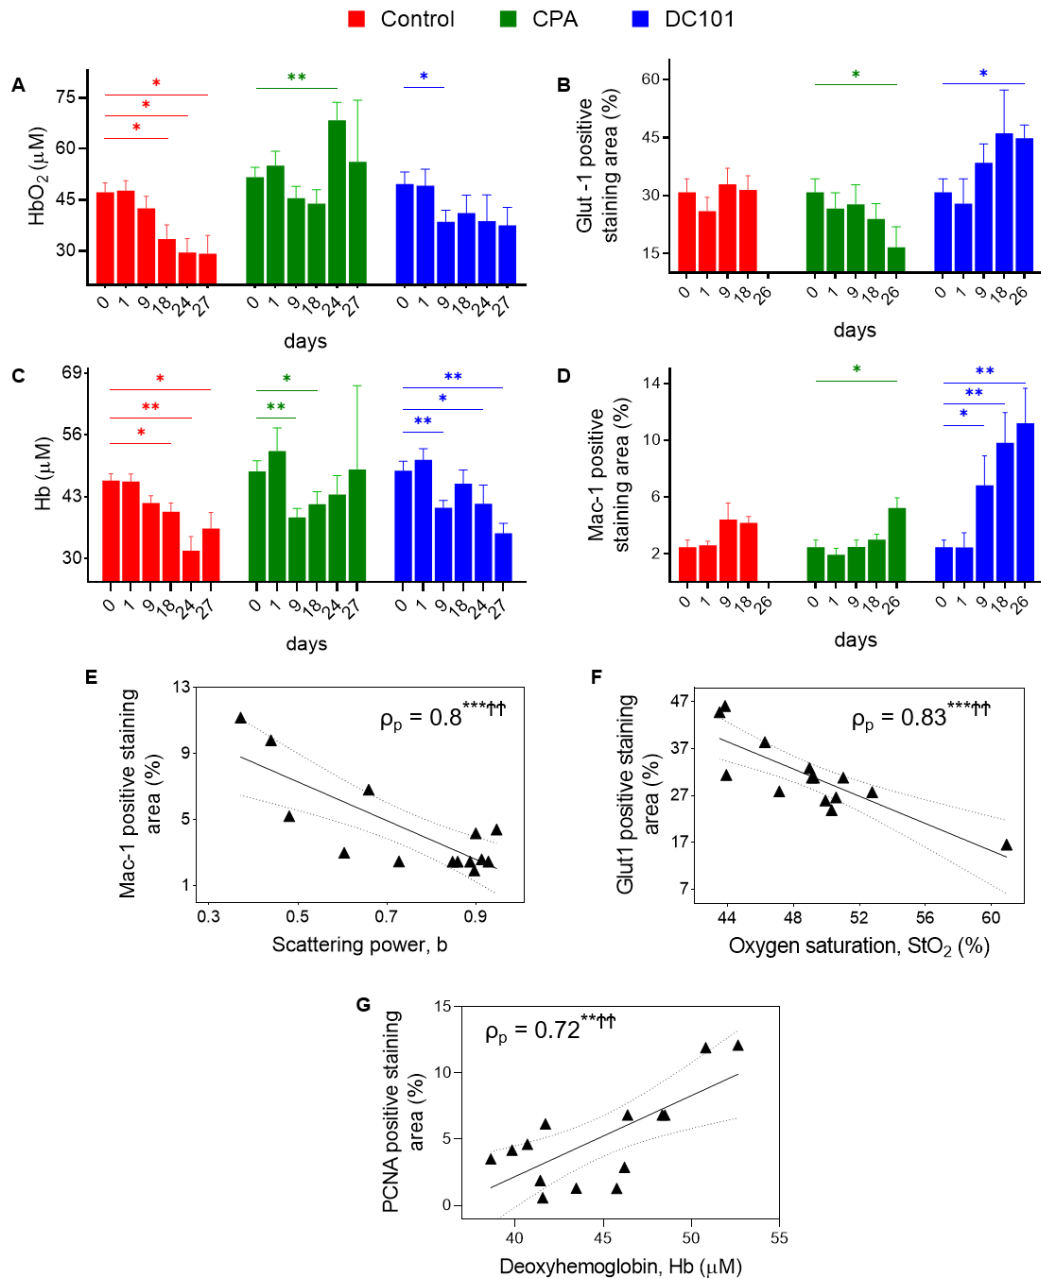 Control CPA DC101
A
HbO2 (μM)
75
60
45
30
* * *
**
*
0 1 9 18 24 27 0 1 9 18 24 27 0 1 9 18 24 27
days
B
Glut -1 positive
staining area (%)
60
45
30
15
*
*
0 1 9 18 26 0 1 9 18 26 0 1 9 18 26
days
C
Hb (μM)
69
56
43
30
* ** *
* **
** * **
0 1 9 18 24 27 0 1 9 18 24 27 0 1 9 18 24 27
days
D
Mac-1 positive
staining area (%)
14
10
6
2
*
** ** *
0 1 9 18 26 0 1 9 18 26 0 1 9 18 26
days
E
Mac-1 positive staining
area (%)
13
9
5
1
ρp = 0.8***††
0.3 0.5 0.7 0.9
Scattering power, b
F
Glut1 positive staining
area (%)
47
37
27
17
7
ρp = 0.83***††
44 48 52 56 60
Oxygen saturation, StO2 (%)
G
PCNA positive staining
area (%)
15
10
5
0
ρp = 0.72**††
40 45 50 55
Deoxyhemoglobin, Hb (μM)